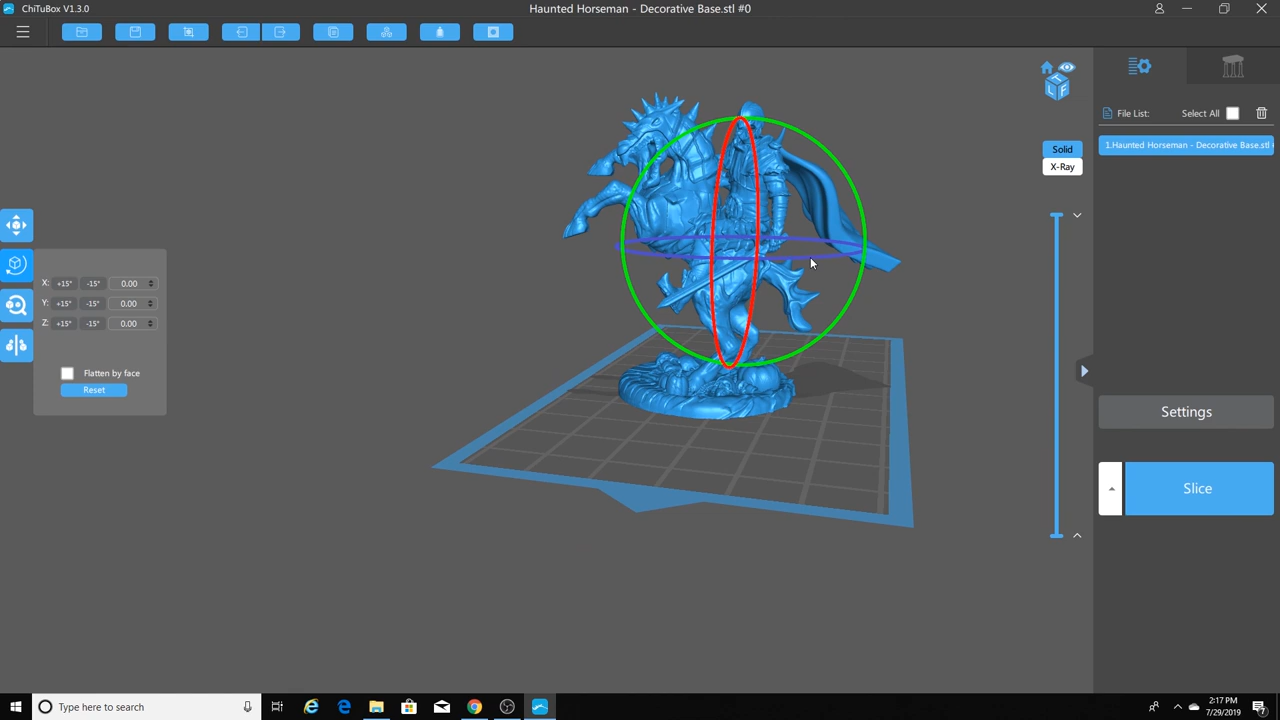 ChiTuBox V1.3.0
Haunted Horseman - Decorative Base.stl #0
T
L F
File List:
Select All
1.Haunted Horseman - Decorative Base.stl
Solid
X-Ray
X: +15° -15° 0.00
Y: +15° -15° 0.00
Z: +15° -15° 0.00
Flatten by face
Reset
Settings
Slice
Type here to search
2:17 PM
7/29/2019